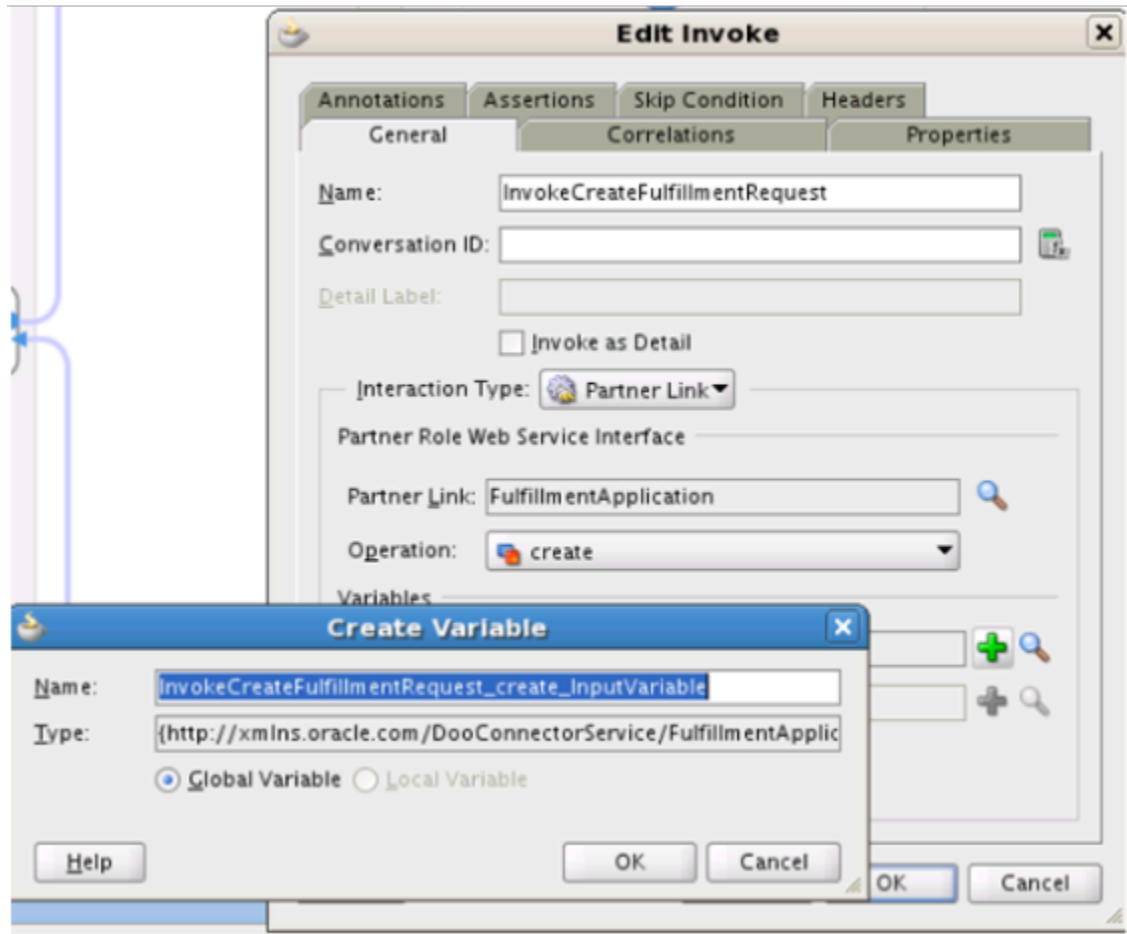 Edit Invoke
Annotations Assertions Skip Condition Headers
General Correlations Properties
Name: InvokeCreateFulfillmentRequest
Conversation ID:
Detail Label:
Invoke as Detail
Interaction Type: Partner Link
Partner Role Web Service Interface
Partner Link: FulfillmentApplication
Operation: create
Variables
Create Variable
Name: InvokeCreateFulfillmentRequest_create_InputVariable
Type: {http://xmlns.oracle.com/DooConnectorService/FulfillmentApplic
Global Variable Local Variable
Help OK Cancel
OK Cancel